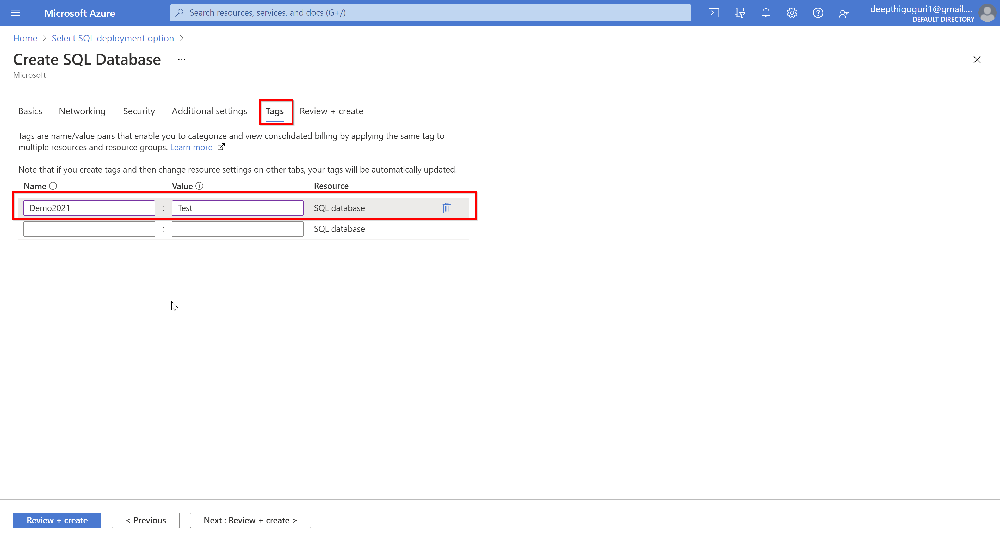 Microsoft Azure
Search resources, services, and docs (G+/)
deepthigoguri1@gmail....
DEFAULT DIRECTORY
Home > Select SQL deployment option >
Create SQL Database ...
Microsoft
Basics Networking Security Additional settings Tags Review + create
Tags are name/value pairs that enable you to categorize and view consolidated billing by applying the same tag to
multiple resources and resource groups. Learn more
Note that if you create tags and then change resource settings on other tabs, your tags will be automatically updated.
Name Value Resource
Demo2021 : Test SQL database
: SQL database
Review + create < Previous Next : Review + create >